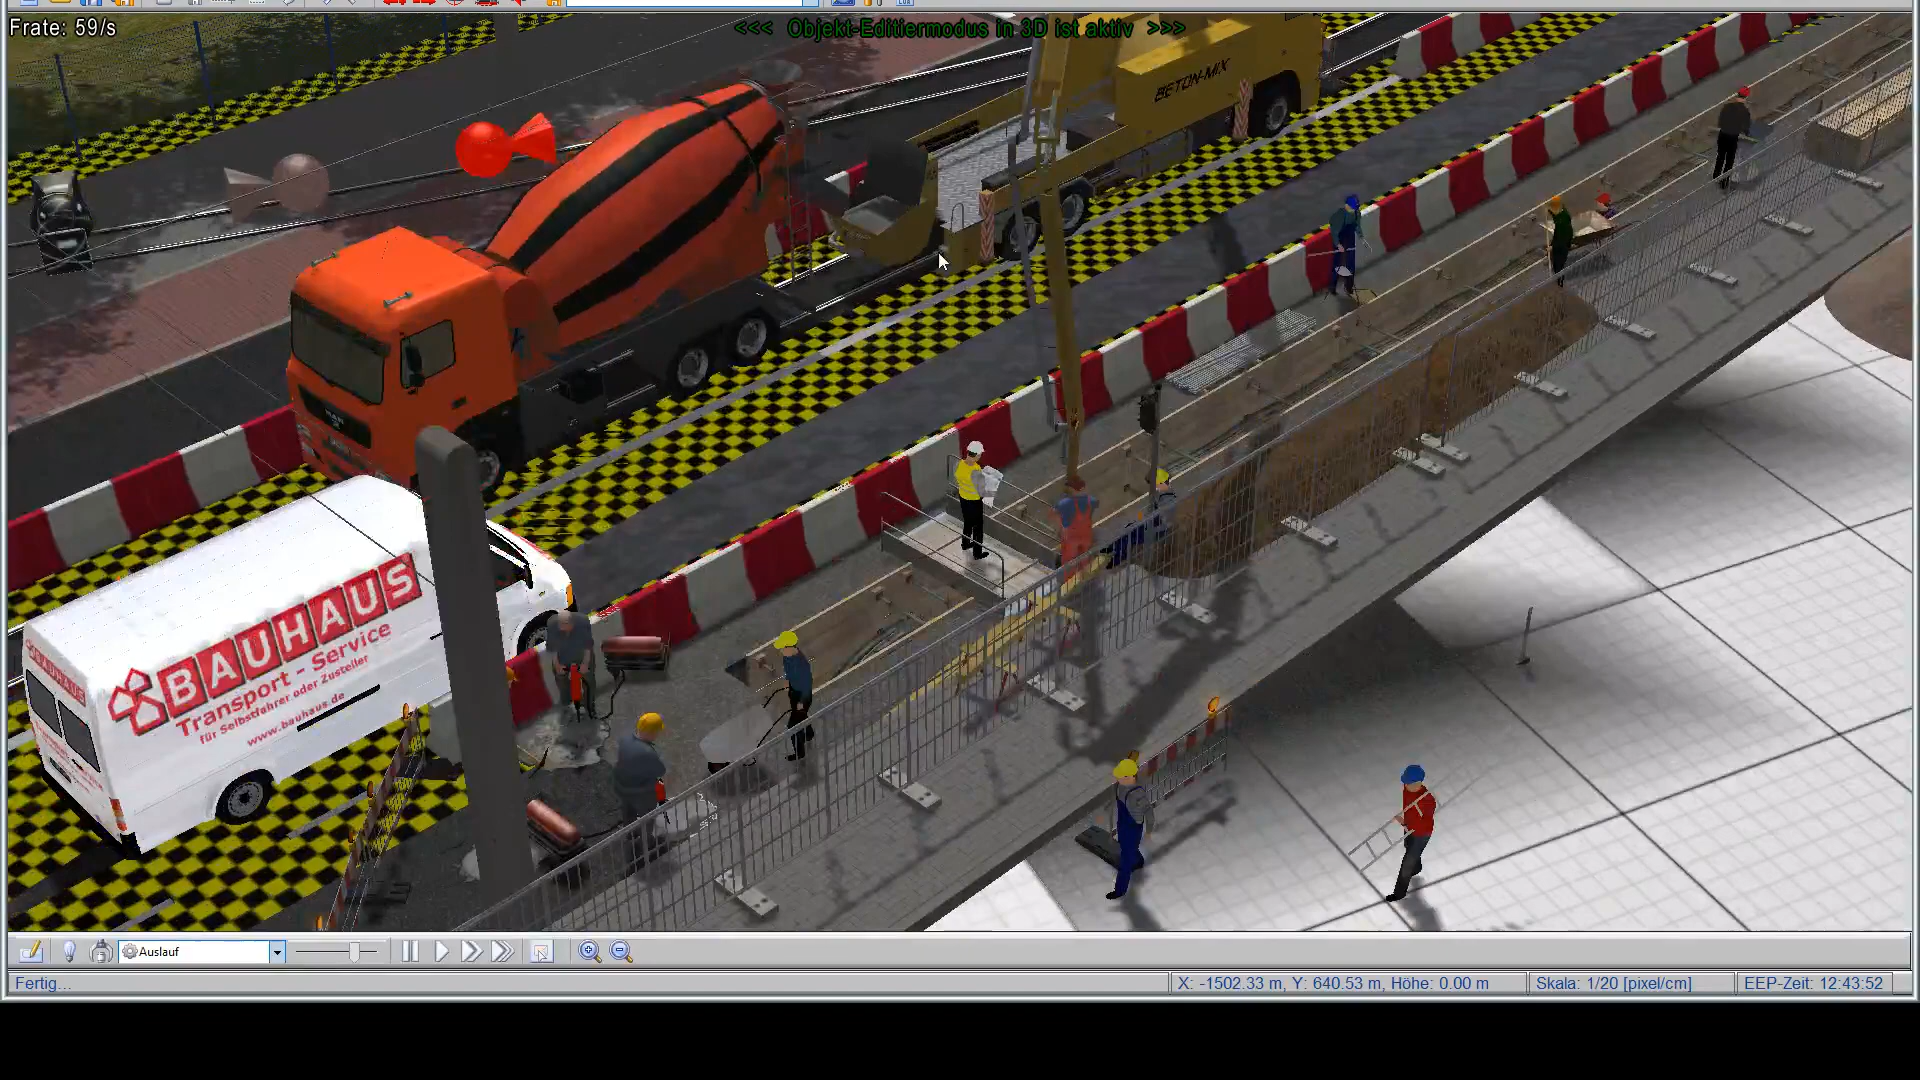 Frate: 59/s
<<< Objekt-Editiermodus in 3D ist aktiv >>>
BETON-MIX
MAN
BAUHAUS
BAUHAUS
Transport - Service
für Selbstfahrer oder Zusteller
www.bauhaus.de
Auslauf
Fertig...
X: -1502.33 m, Y: 640.53 m, Höhe: 0.00 m
Skala: 1/20 [pixel/cm]
EEP-Zeit: 12:43:52